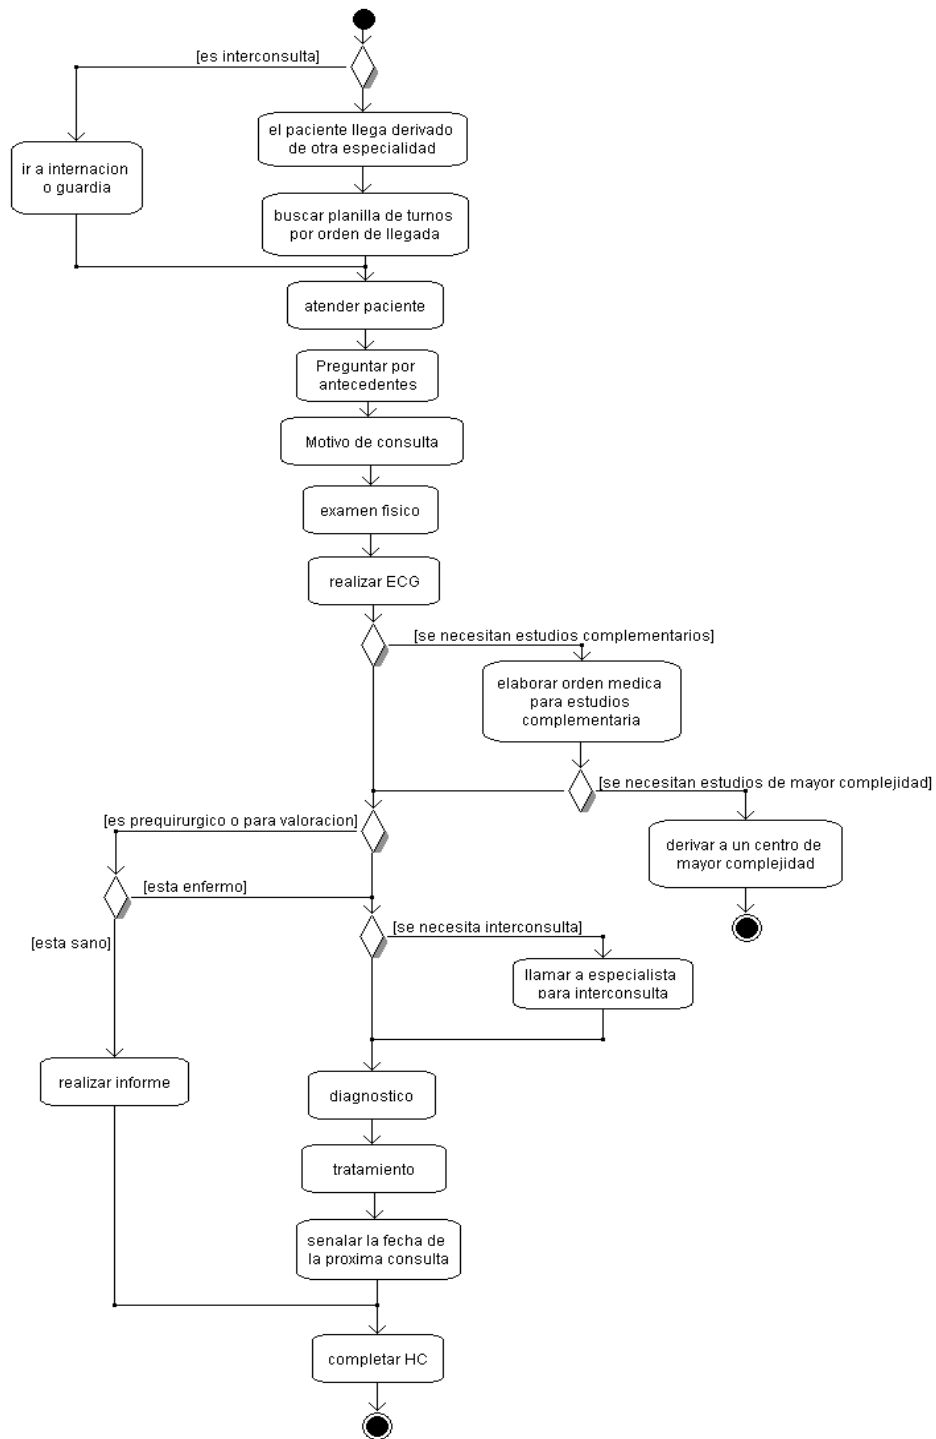 [es interconsulta]
el paciente llega derivado
de otra especialidad
ir a internacion
o guardia
buscar planilla de turnos
por orden de llegada
atender paciente
Preguntar por
antecedentes
Motivo de consulta
examen fisico
realizar ECG
[se necesitan estudios complementarios]
elaborar orden medica
para estudios
complementaria
[se necesitan estudios de mayor complejidad]
[es prequirurgico o para valoracion]
derivar a un centro de
mayor complejidad
[esta enfermo]
[esta sano]
[se necesita interconsulta]
llamar a especialista
para interconsulta
realizar informe
diagnostico
tratamiento
senalar la fecha de
la proxima consulta
completar HC